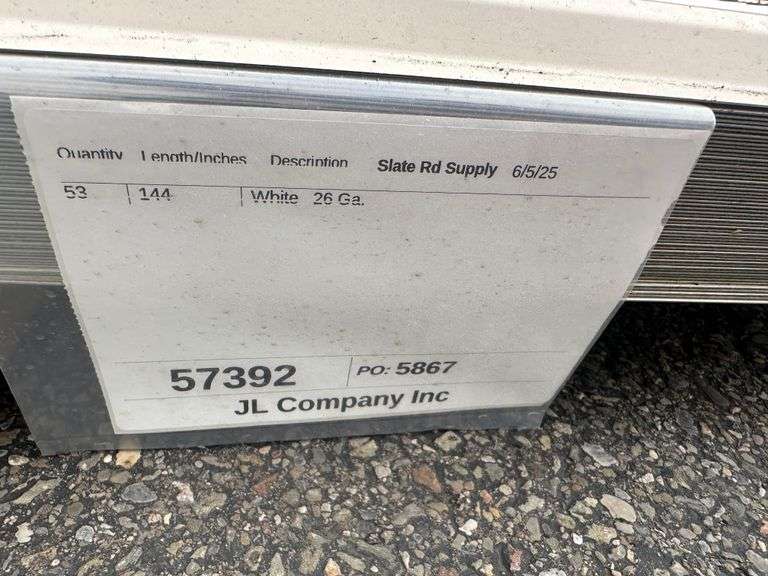 Quantity Length/Inches Description Slate Rd Supply 6/5/25
53 144 White 26 Ga.
57392 PO: 5867
JL Company Inc